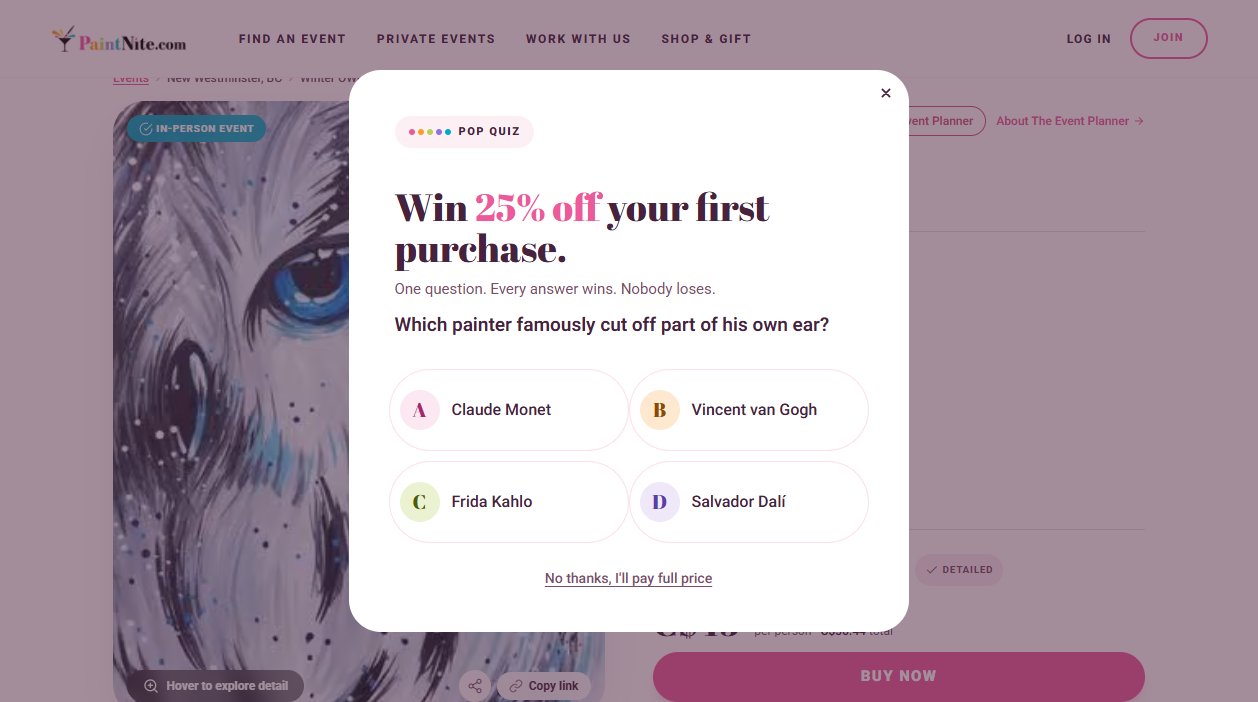 PaintNite.com
FIND AN EVENT
PRIVATE EVENTS
WORK WITH US
SHOP & GIFT
LOG IN
JOIN
Events
New Westminster, BC
IN-PERSON EVENT
Planner
About The Event Planner →
POP QUIZ
Win 25% off your first
purchase.
One question. Every answer wins. Nobody loses.
Which painter famously cut off part of his own ear?
A Claude Monet
B Vincent van Gogh
C Frida Kahlo
D Salvador Dalí
No thanks, I'll pay full price
DETAILED
per person
total
BUY NOW
Hover to explore detail
Copy link